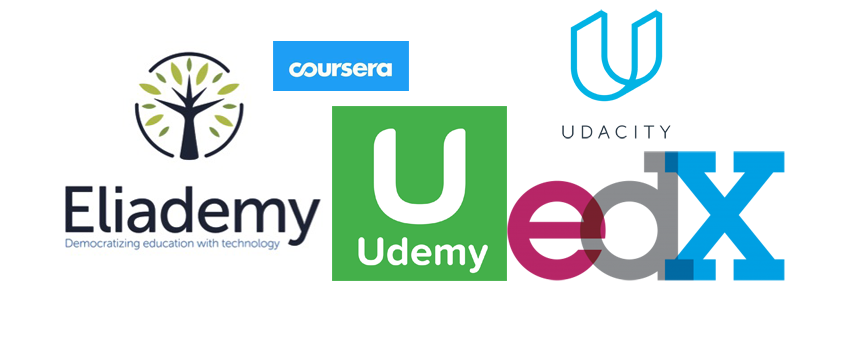 coursera
UDACITY
Eliademy
Democratizing education with technology
U
Udemy
edX